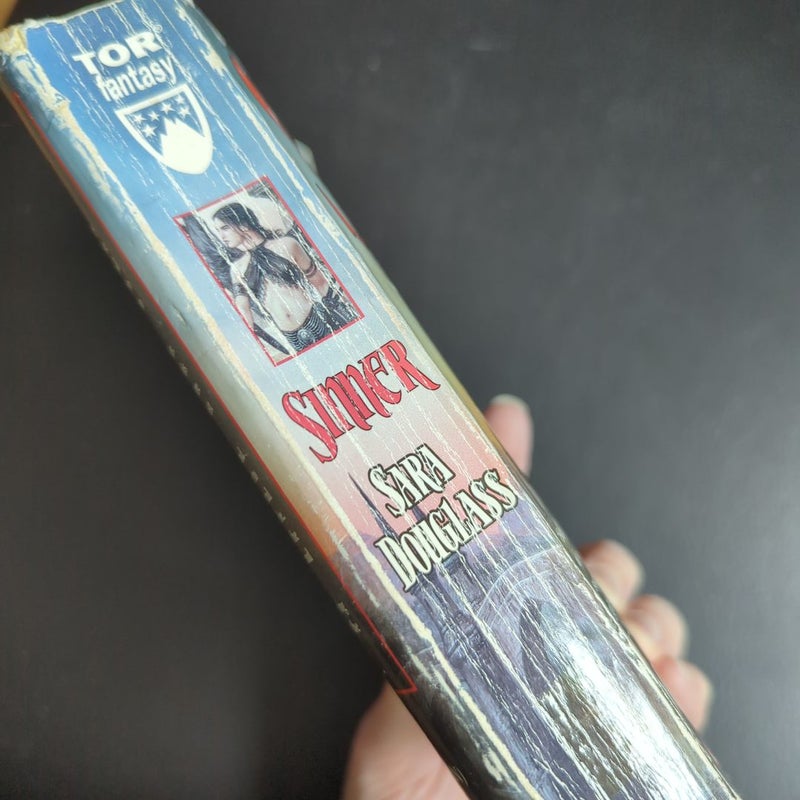 TOR®
fantasy
SINNER
SARA
DOUGLASS